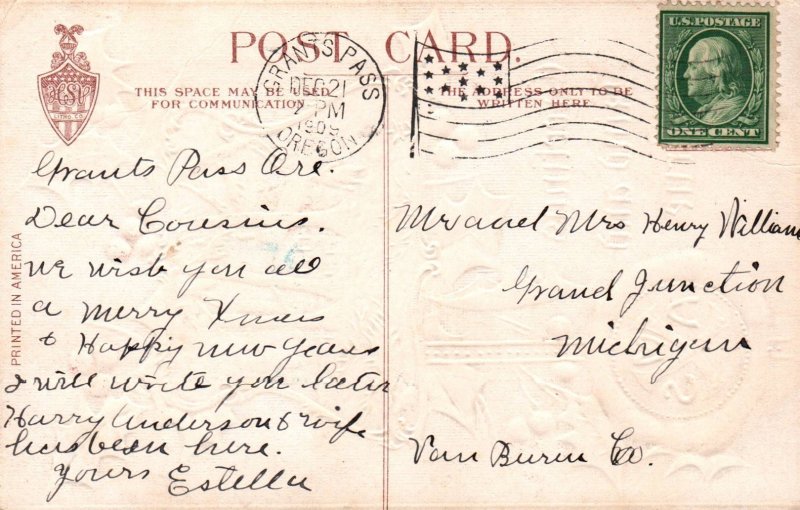 POST CARD.
THIS SPACE MAY BE USED
FOR COMMUNICATION.
THE ADDRESS ONLY TO BE
WRITTEN HERE.
GRANTS PASS
DEC 21
PM
1909
OREGON
U.S. POSTAGE
ONE CENT
PRINTED IN AMERICA
Grants Pass Ore.
Dear Cousins.
we wish you all
a Merry Xmas
& Happy new years
I will write you later
Harry Anderson & wife
has been here.
Yours Estella
Mr and Mrs Henry William
Grand Junction
Michigan
Van Buren Co.